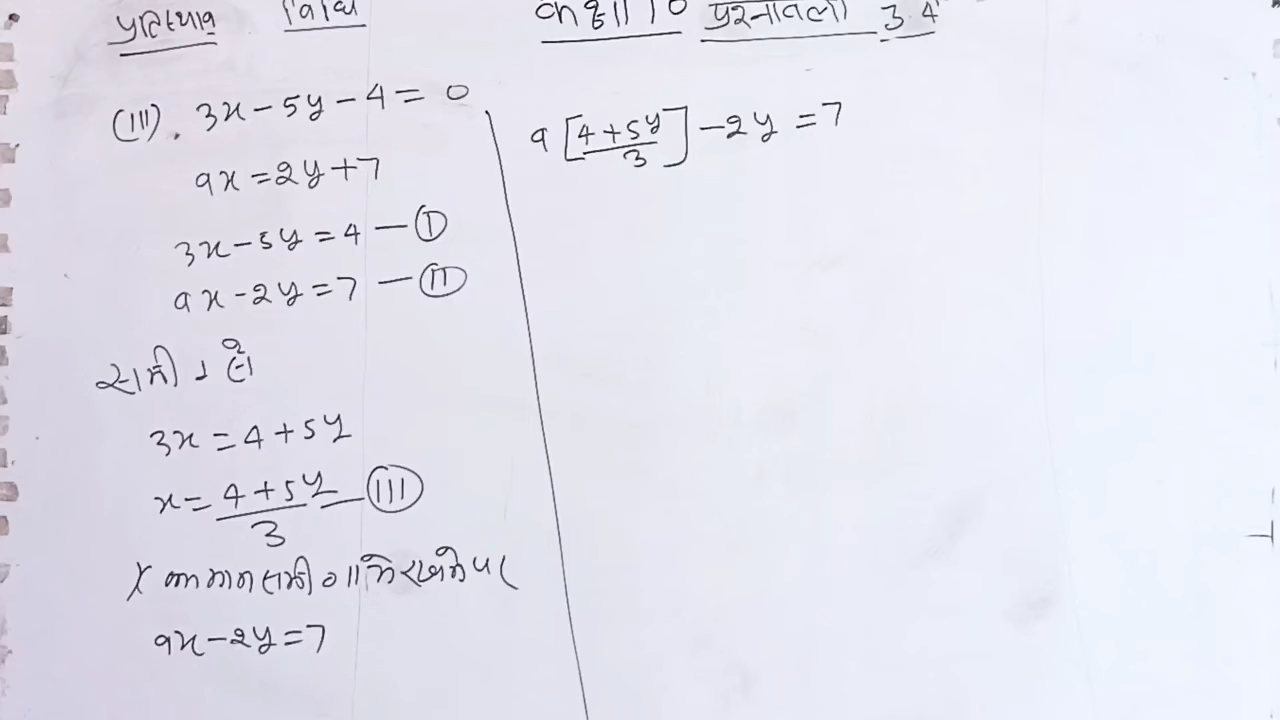 प्रतिस्थापन विधि कक्षा 10 प्रश्नावली 3.4
(III). 3x - 5y - 4 = 0
9x = 2y + 7
3x - 5y = 4 — (I)
9x - 2y = 7 — (II)
समी 1 से
3x = 4 + 5y
x = (4 + 5y)/3 — (III)
x का मान समी० II में रखने पर
9x - 2y = 7
9 [(4 + 5y)/3] - 2y = 7